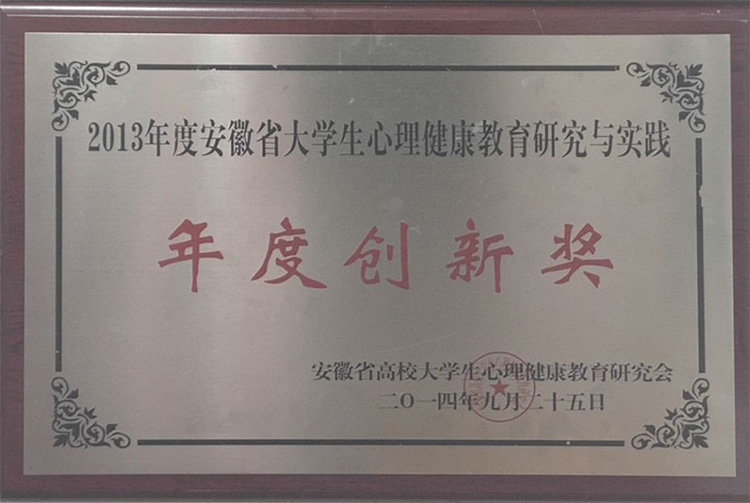 2013年度安徽省大学生心理健康教育研究与实践
年度创新奖
安徽省高校大学生心理健康教育研究会
二〇一四年九月二十五日